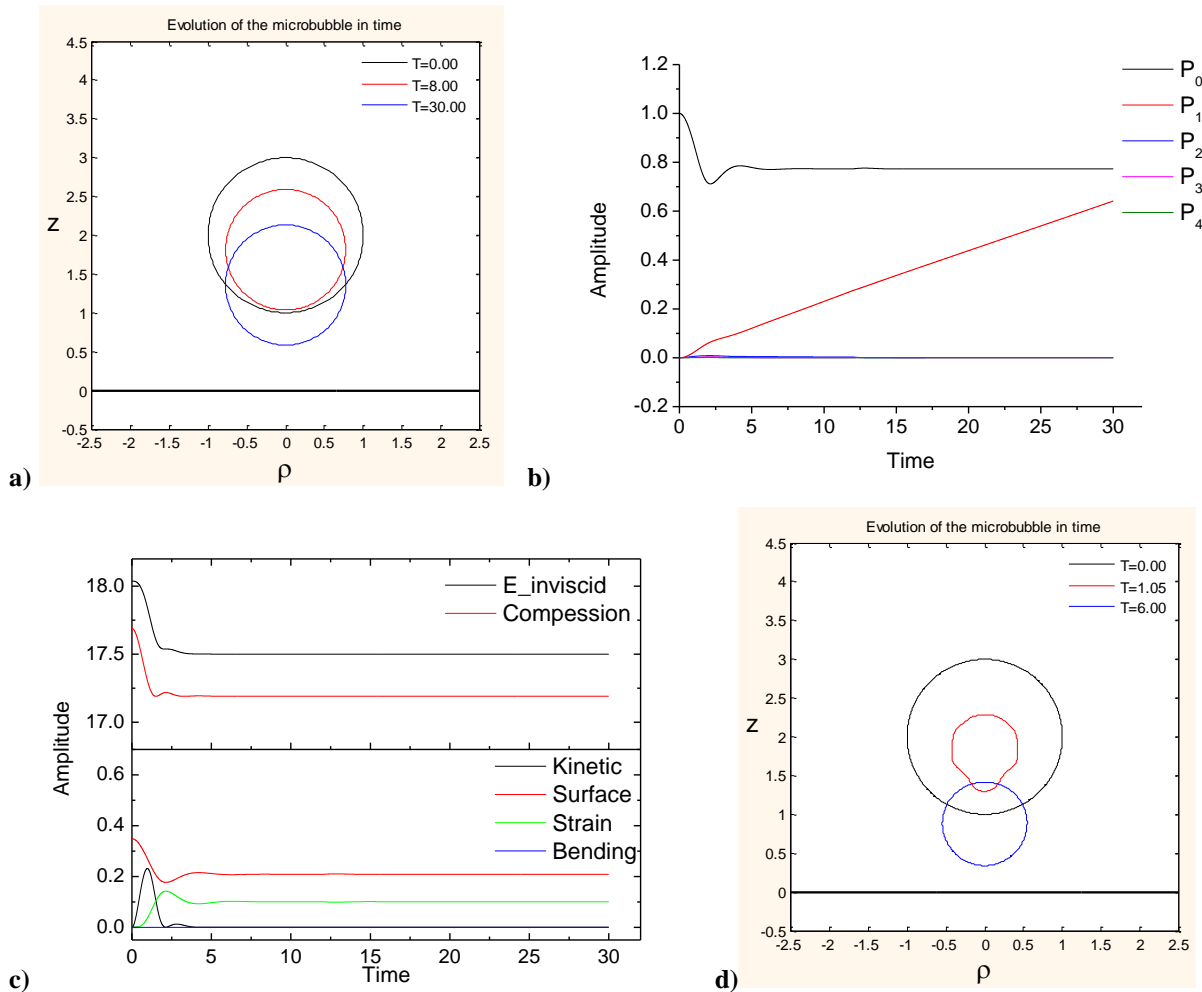 Evolution of the microbubble in time
4.5
4
3.5
3
2.5
2
1.5
1
0.5
0
-0.5
z
T=0.00
T=8.00
T=30.00
-2.5 -2 -1.5 -1 -0.5 0 0.5 1 1.5 2 2.5
ρ
a)
1.2
1.0
0.8
0.6
0.4
0.2
0.0
-0.2
Amplitude
P0
P1
P2
P3
P4
0 5 10 15 20 25 30
Time
b)
18.0
17.5
17.0
E_inviscid
Compession
Amplitude
0.6
0.4
0.2
0.0
Kinetic
Surface
Strain
Bending
0 5 10 15 20 25 30
Time
c)
Evolution of the microbubble in time
4.5
4
3.5
3
2.5
2
1.5
1
0.5
0
-0.5
z
T=0.00
T=1.05
T=6.00
-2.5 -2 -1.5 -1 -0.5 0 0.5 1 1.5 2 2.5
ρ
d)